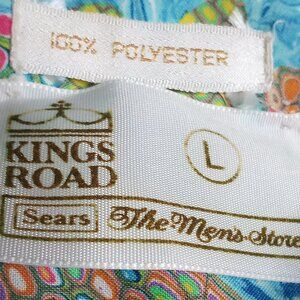 100% POLYESTER
KINGS
ROAD
L
Sears The Men's Store